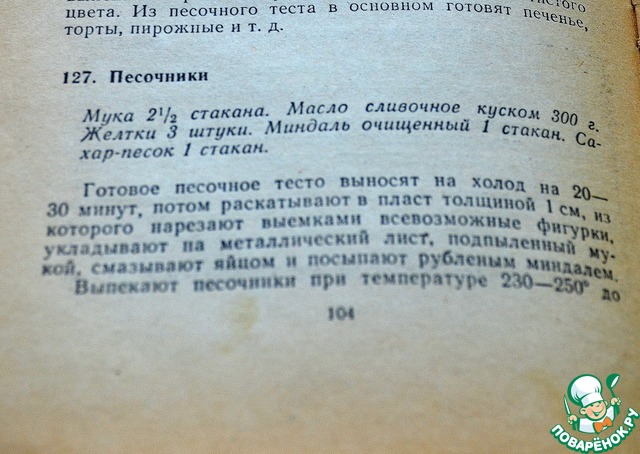 цвета. Из песочного теста в основном готовят печенье,
торты, пирожные и т. д.
127. Песочники
Мука 2¹/₂ стакана. Масло сливочное куском 300 г.
Желтки 3 штуки. Миндаль очищенный 1 стакан. Са-
хар-песок 1 стакан.
Готовое песочное тесто выносят на холод на 20—
30 минут, потом раскатывают в пласт толщиной 1 см, из
которого нарезают выемками всевозможные фигурки,
укладывают на металлический лист, подпыленный му-
кой, смазывают яйцом и посыпают рубленым миндалем.
Выпекают песочники при температуре 230—250° до
104
ПОВАРЁНОК.РУ